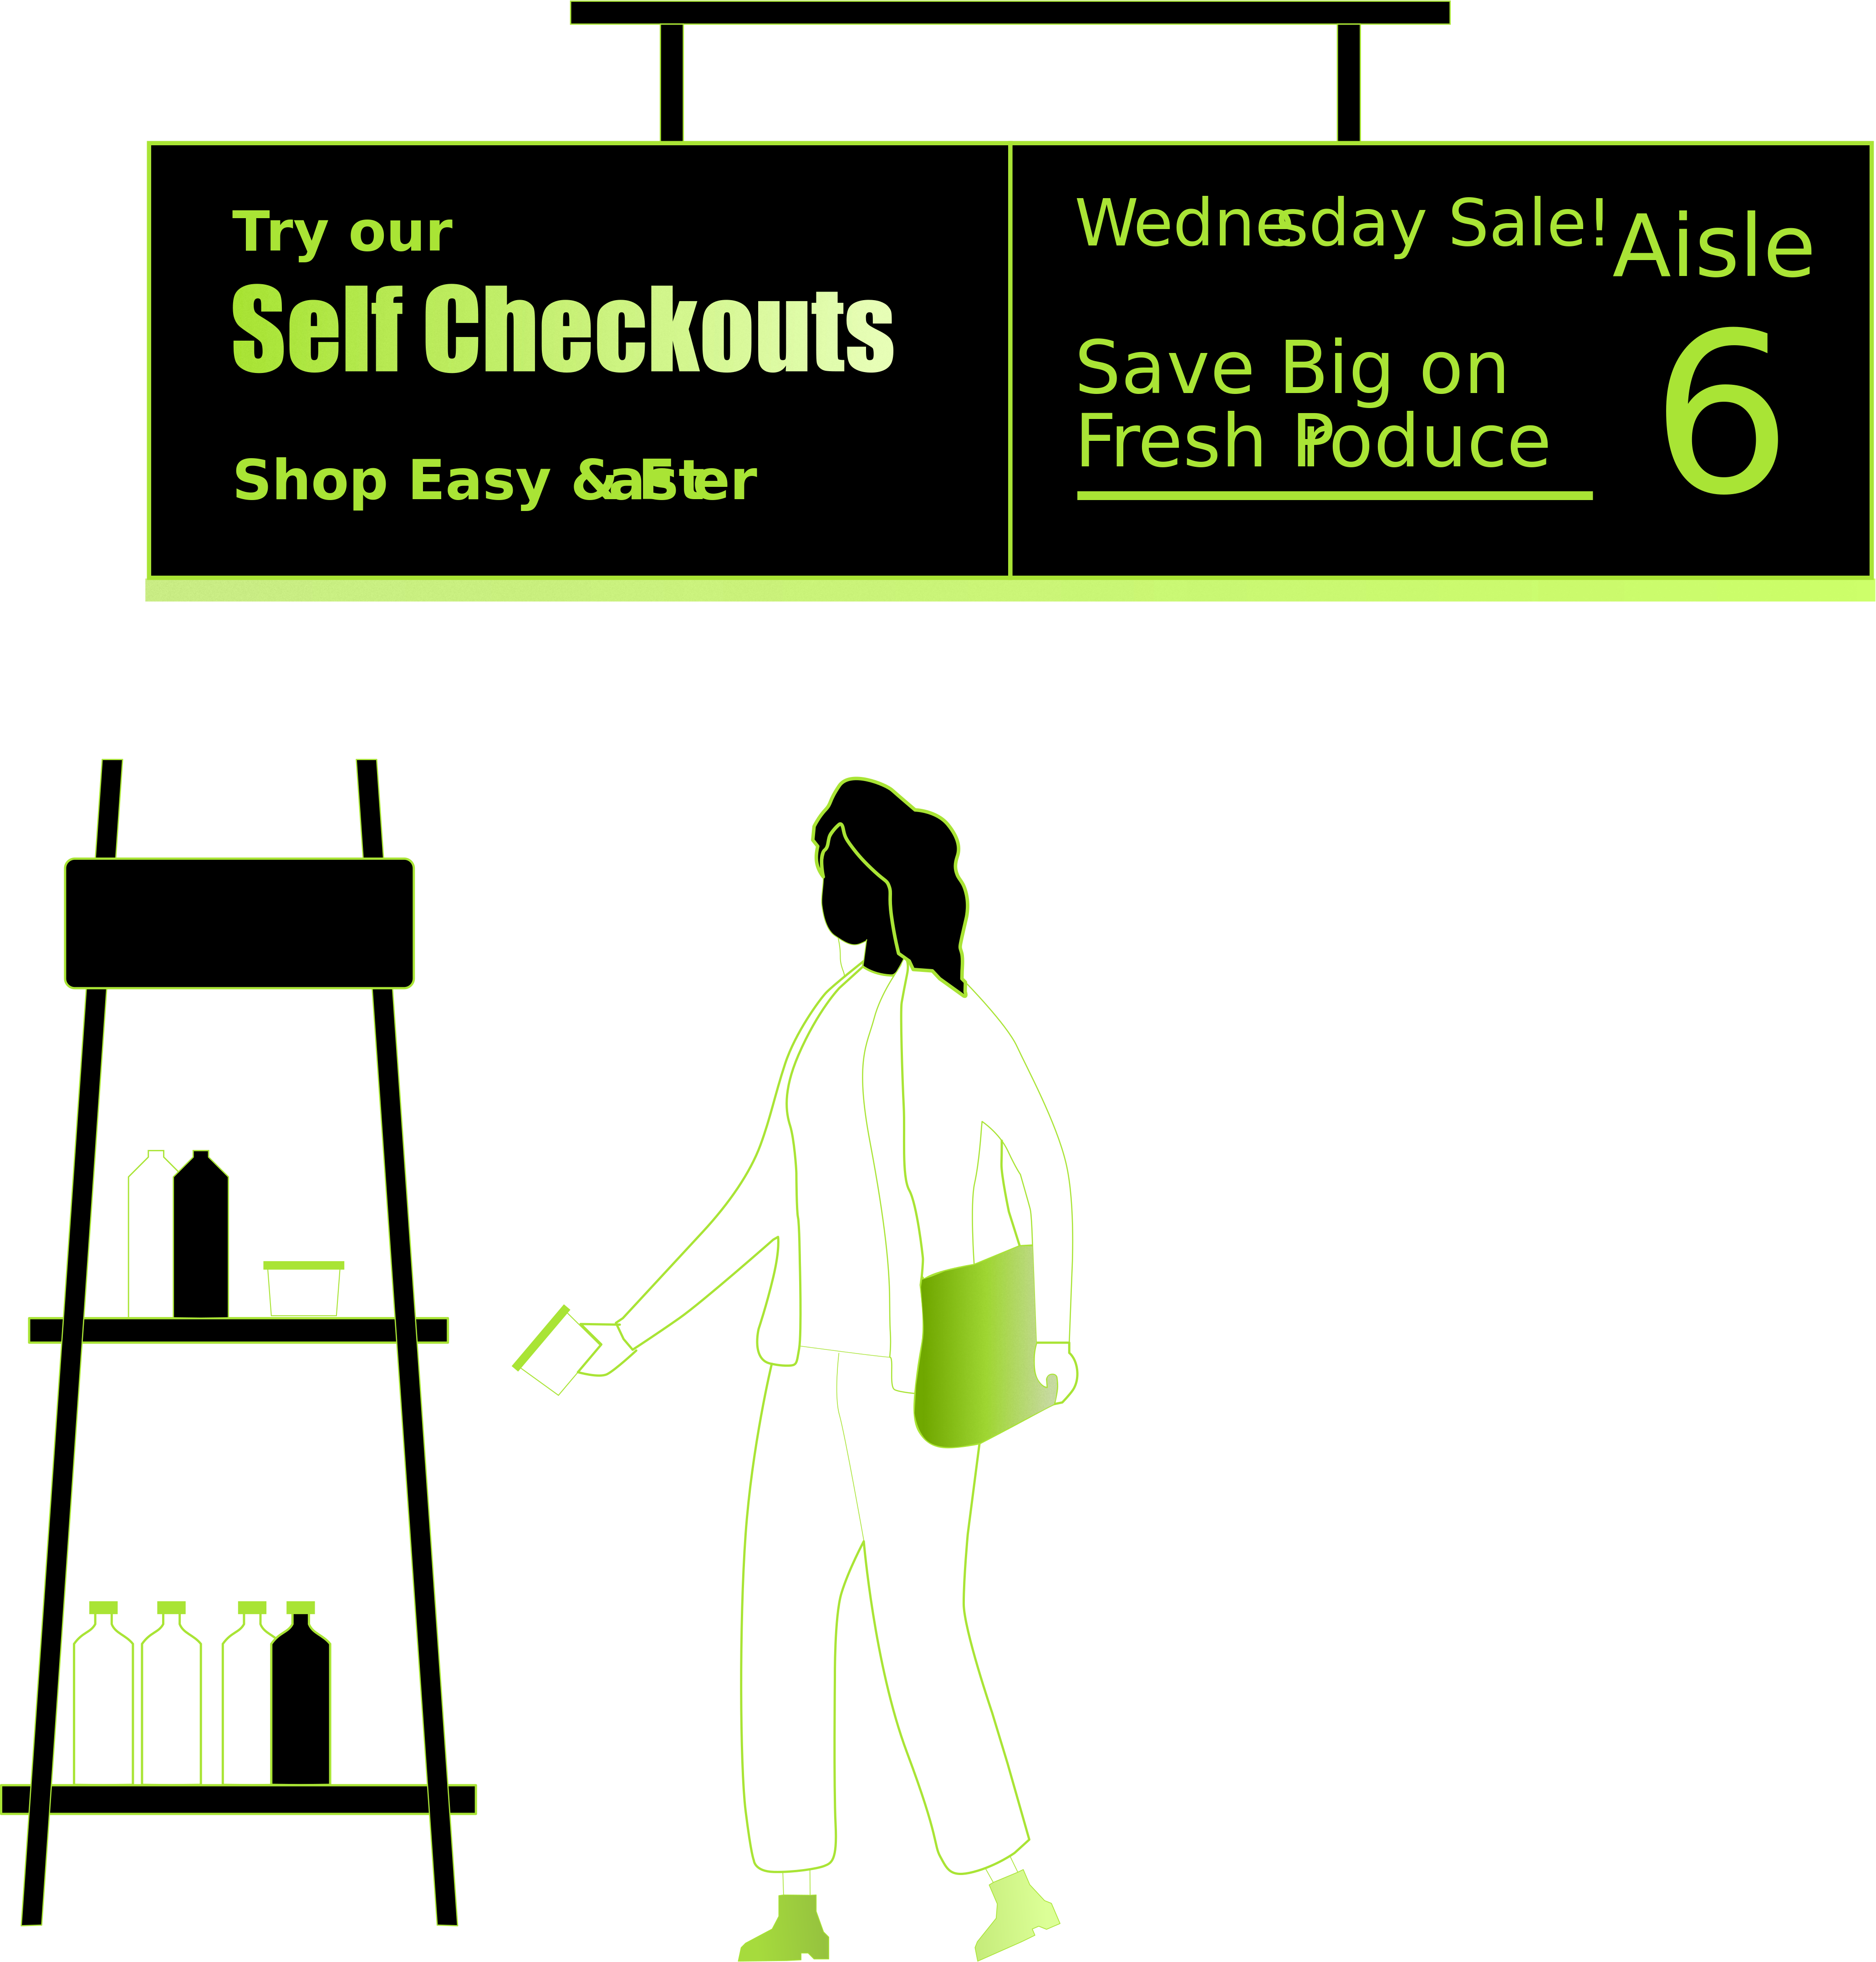 Try our
Self Checkouts
Shop Easy & Faster
Wednesday Sale!
Save Big on
Fresh Produce
Aisle
6